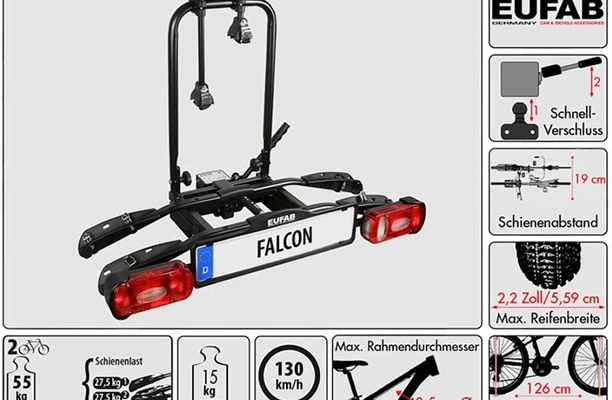 EUFAB
GERMANY CAR & BICYCLE ACCESSORIES
2
1
Schnell-
Verschluss
19 cm
Schienenabstand
EUFAB
FALCON
D
2,2 Zoll/5,59 cm
Max. Reifenbreite
2
55
kg
Schienenlast
27,5 kg 1
27,5 kg 2
15
kg
130
km/h
Max. Rahmendurchmesser
126 cm